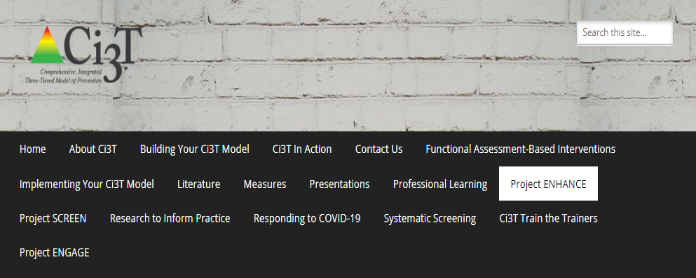 Ci3T
Comprehensive, Integrated
Three-Tiered Model of Prevention
Search this site...
Home About Ci3T Building Your Ci3T Model Ci3T In Action Contact Us Functional Assessment-Based Interventions
Implementing Your Ci3T Model Literature Measures Presentations Professional Learning Project ENHANCE
Project SCREEN Research to Inform Practice Responding to COVID-19 Systematic Screening Ci3T Train the Trainers
Project ENGAGE